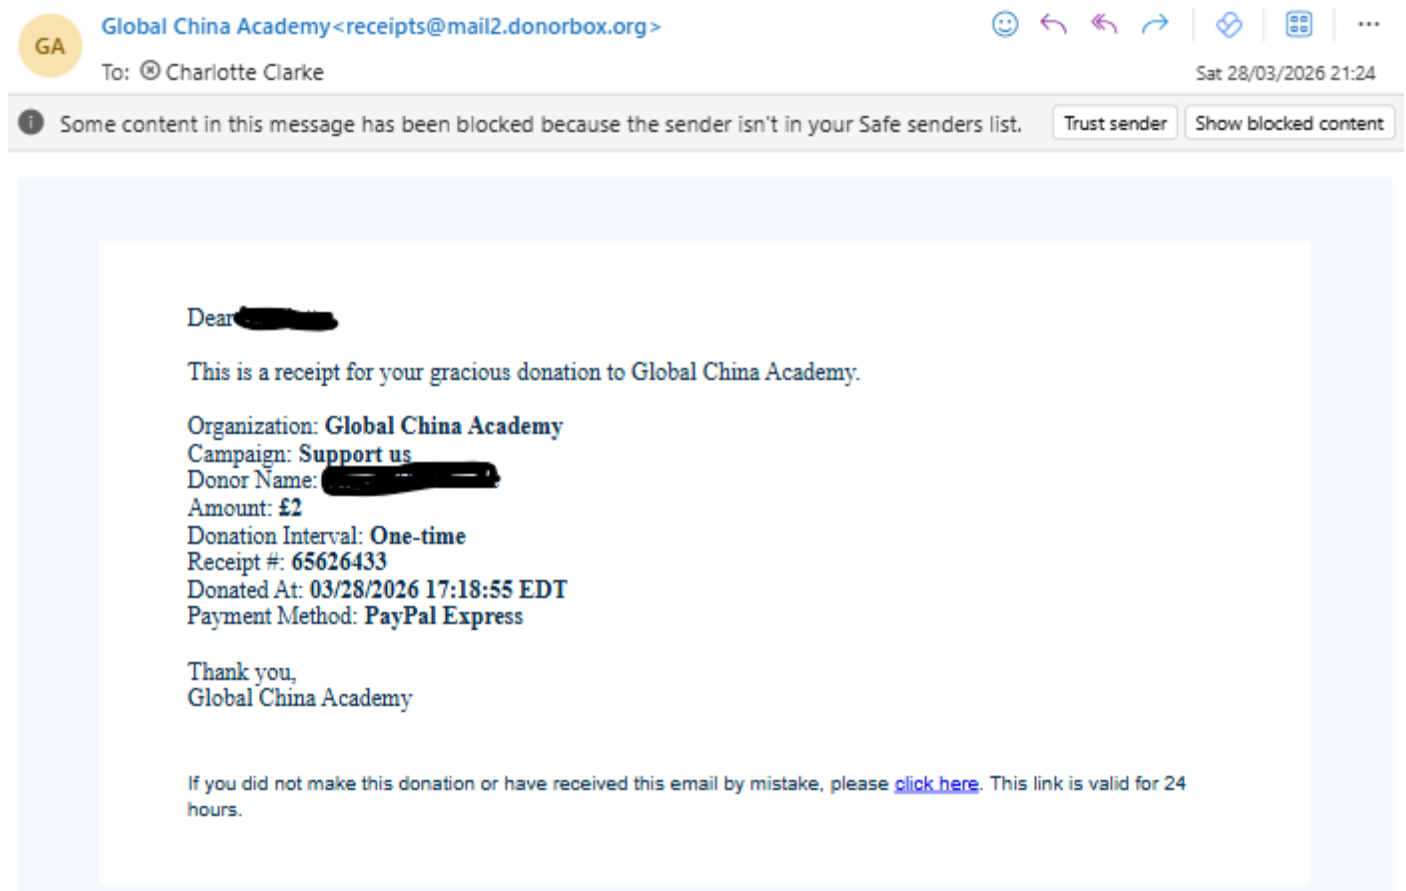 GA
Global China Academy<receipts@mail2.donorbox.org>
To: Charlotte Clarke
Sat 28/03/2026 21:24
Some content in this message has been blocked because the sender isn't in your Safe senders list.
Trust sender
Show blocked content
Dear
This is a receipt for your gracious donation to Global China Academy.
Organization: Global China Academy
Campaign: Support us
Donor Name:
Amount: £2
Donation Interval: One-time
Receipt #: 65626433
Donated At: 03/28/2026 17:18:55 EDT
Payment Method: PayPal Express
Thank you,
Global China Academy
If you did not make this donation or have received this email by mistake, please click here. This link is valid for 24
hours.